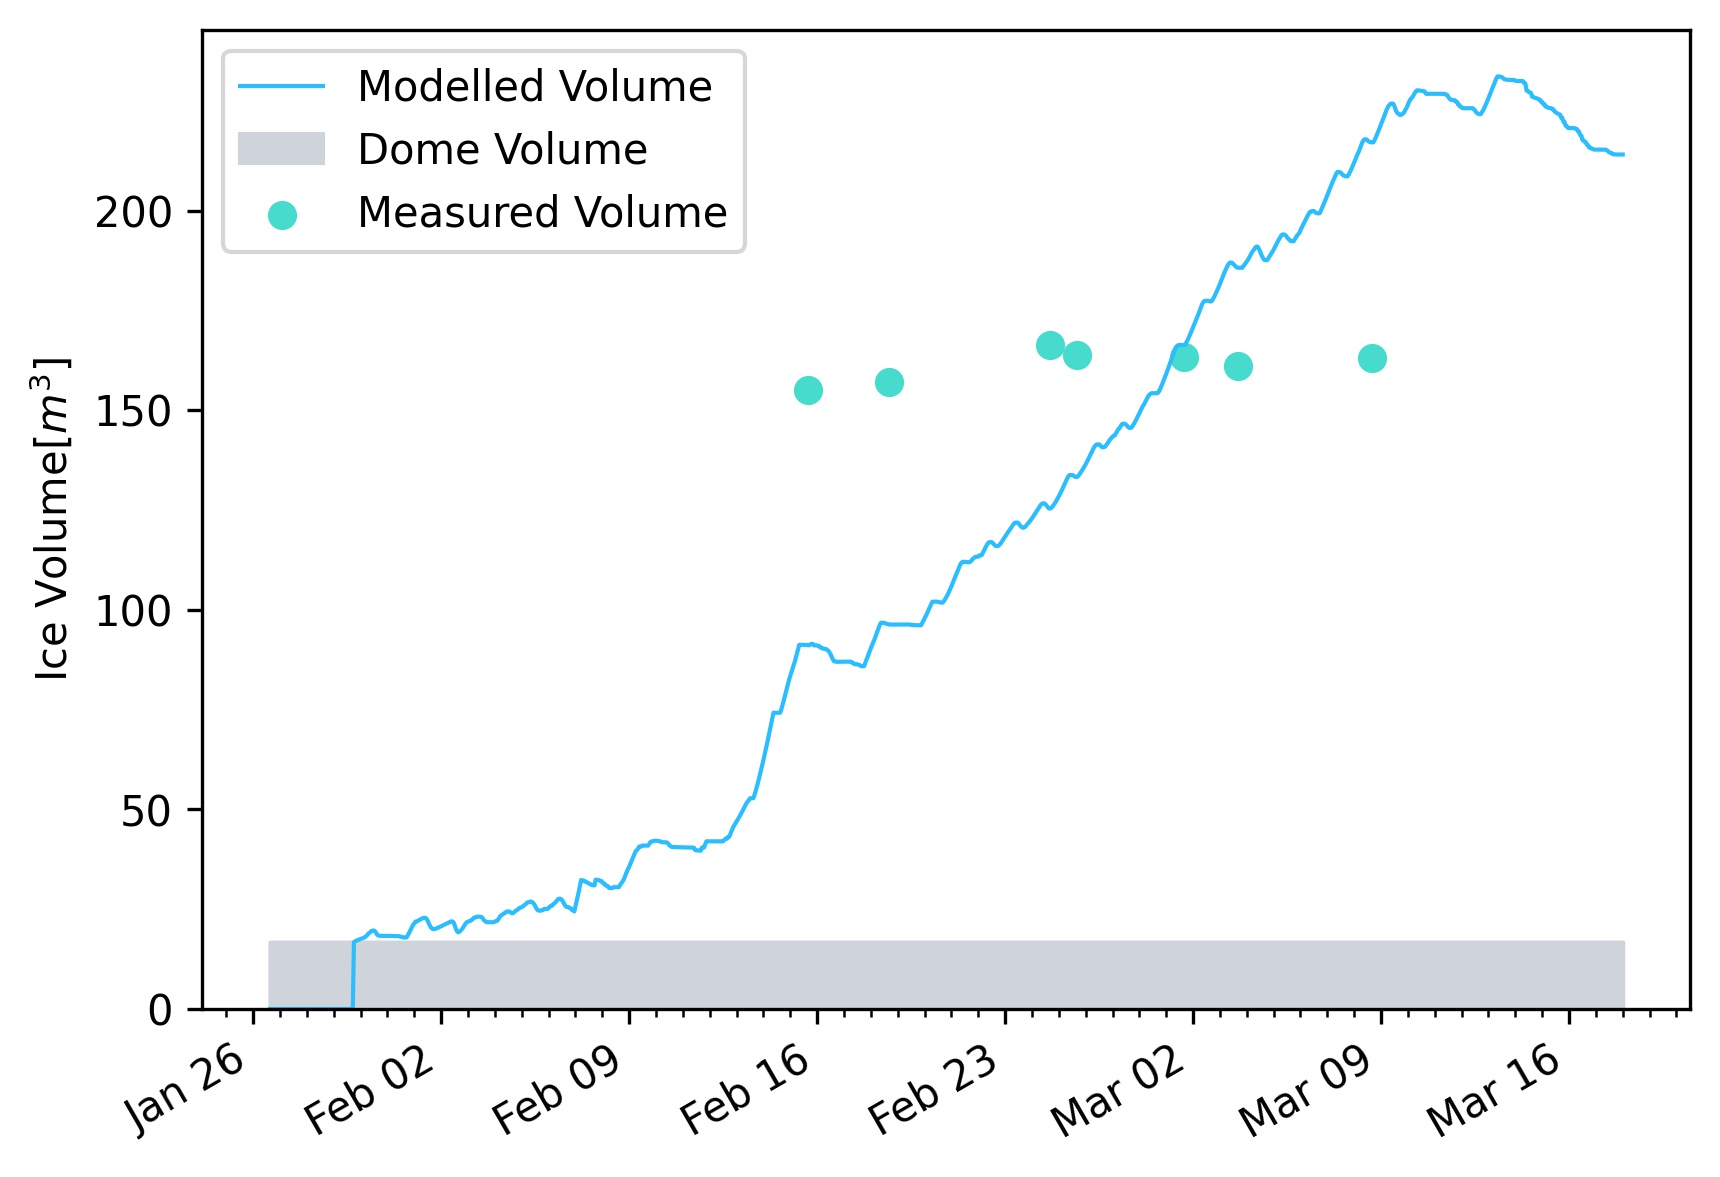 Modelled Volume
Dome Volume
Measured Volume
Ice Volume[m³]
200
150
100
50
0
Jan 26
Feb 02
Feb 09
Feb 16
Feb 23
Mar 02
Mar 09
Mar 16